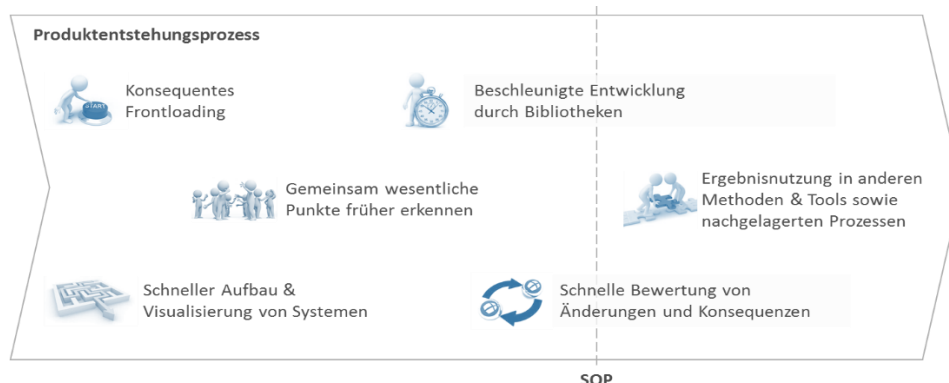 Produktentstehungsprozess
Konsequentes
Frontloading
START
Beschleunigte Entwicklung
durch Bibliotheken
Gemeinsam wesentliche
Punkte früher erkennen
Ergebnisnutzung in anderen
Methoden & Tools sowie
nachgelagerten Prozessen
Schneller Aufbau &
Visualisierung von Systemen
Schnelle Bewertung von
Änderungen und Konsequenzen
SOP